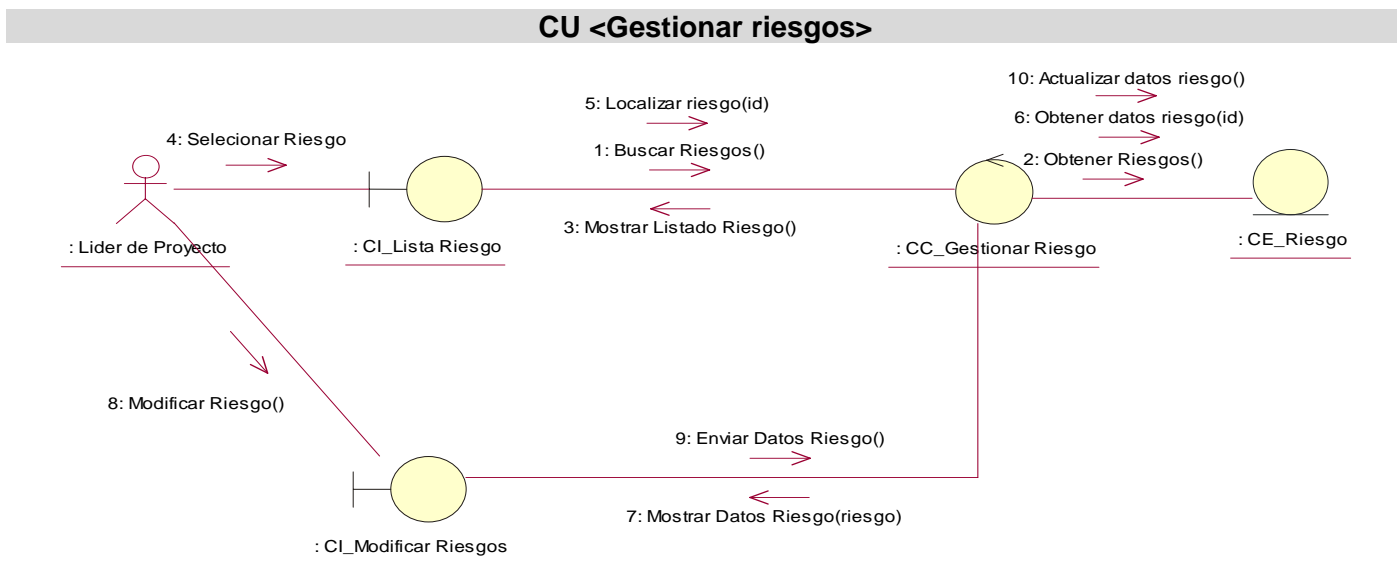 CU <Gestionar riesgos>
10: Actualizar datos riesgo()
5: Localizar riesgo(id)
6: Obtener datos riesgo(id)
4: Selecionar Riesgo
1: Buscar Riesgos()
2: Obtener Riesgos()
3: Mostrar Listado Riesgo()
: Lider de Proyecto
: CI_Lista Riesgo
: CC_Gestionar Riesgo
: CE_Riesgo
8: Modificar Riesgo()
9: Enviar Datos Riesgo()
7: Mostrar Datos Riesgo(riesgo)
: CI_Modificar Riesgos